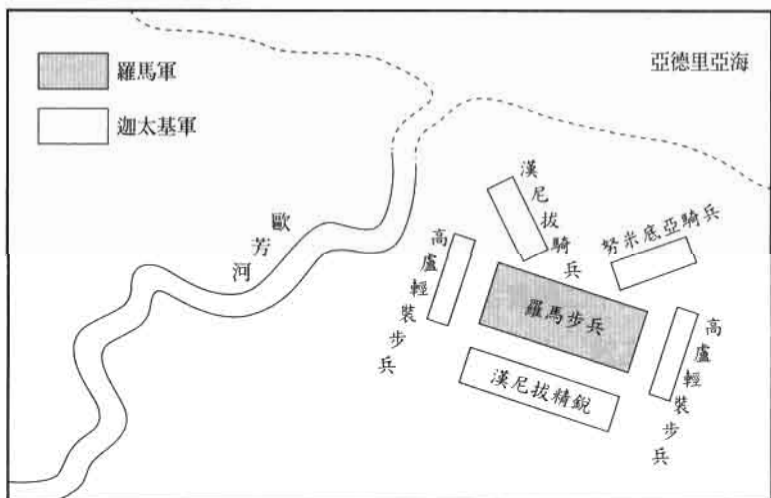 羅馬軍
迦太基軍
亞德里亞海
歐芳河
漢尼拔騎兵
努米底亞騎兵
高盧輕裝步兵
羅馬步兵
高盧輕裝步兵
漢尼拔精銳